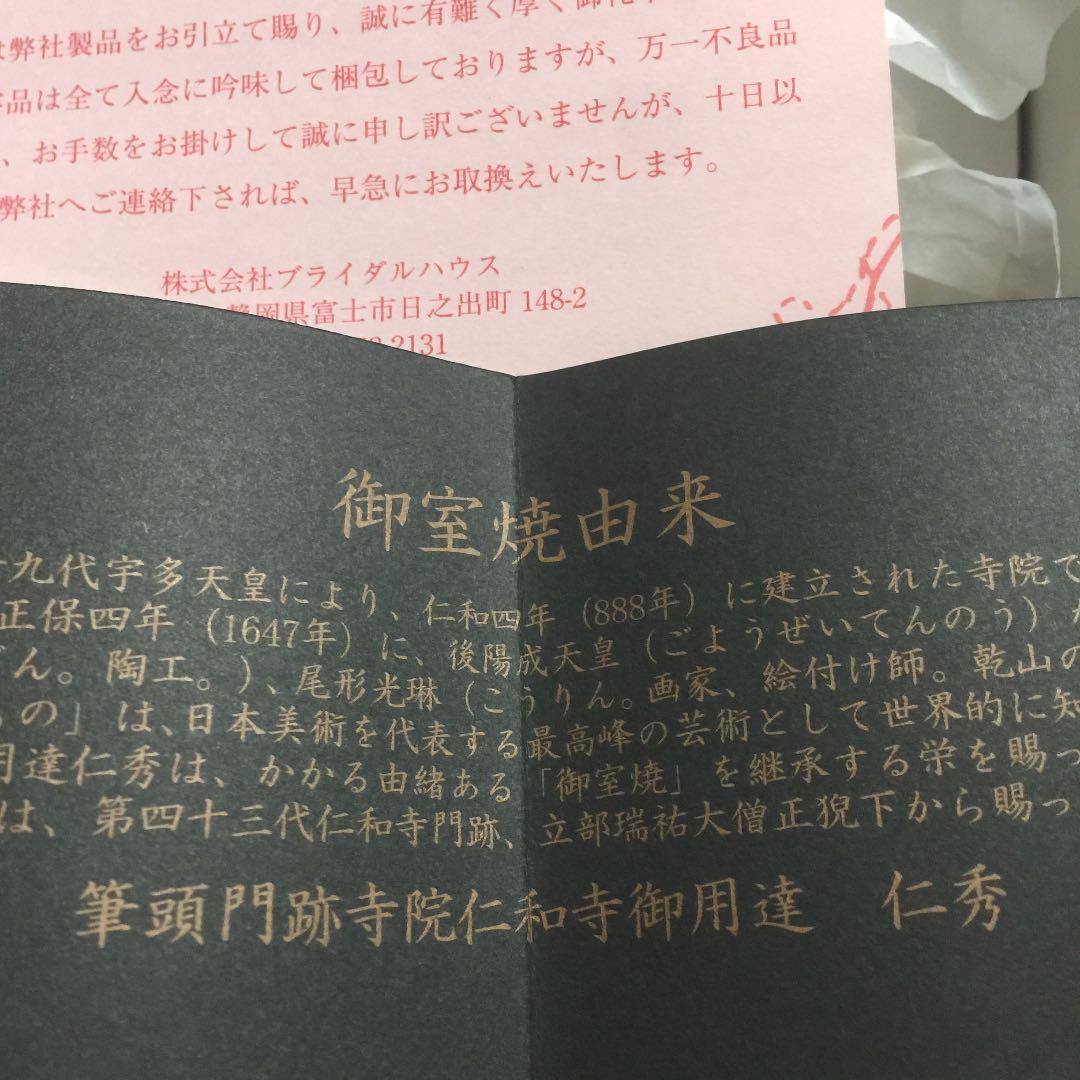 は弊社製品をお引立て賜り、誠に有難く厚く御礼
品は全て入念に吟味して梱包しておりますが、万一不良品
、お手数をお掛けして誠に申し訳ございませんが、十日以
弊社へご連絡下されば、早急にお取換えいたします。
株式会社ブライダルハウス
静岡県富士市日之出町 148-2
2131
御室焼由来
十九代宇多天皇により、仁和四年（888年）に建立された寺院で
正保四年（1647年）に、後陽成天皇（ごようぜいてんのう）
ざん。陶工。）、尾形光琳（こうりん。画家、絵付け師。乾山の
の」は、日本美術を代表する最高峰の芸術として世界的に知
用達仁秀は、かかる由緒ある「御室焼」を継承する栄を賜っ
は、第四十三代仁和寺門跡、立部瑞祐大僧正猊下から賜っ
筆頭門跡寺院仁和寺御用達　仁秀